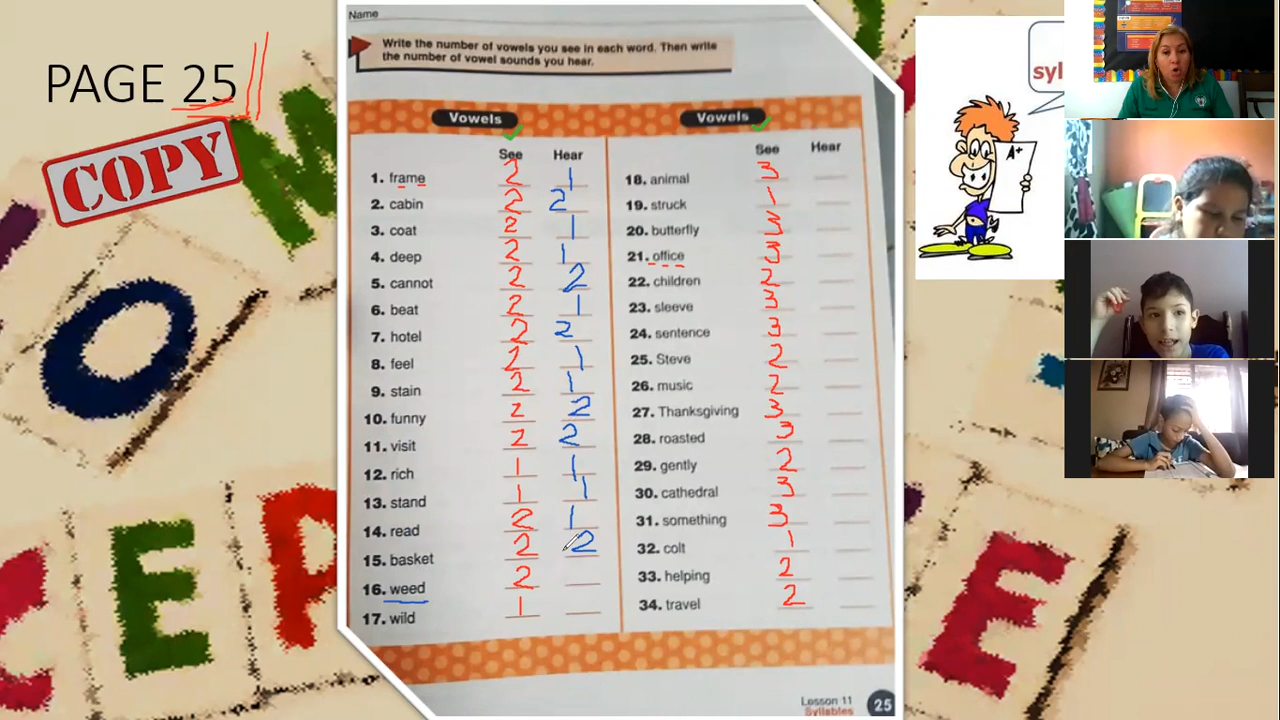 PAGE 25
COPY
Name
Write the number of vowels you see in each word. Then write
the number of vowel sounds you hear.
Vowels
See Hear
1. frame 2 1
2. cabin 2 2
3. coat 2 1
4. deep 2 1
5. cannot 2 2
6. beat 2 1
7. hotel 2 2
8. feel 2 1
9. stain 2 1
10. funny 2 2
11. visit 2 2
12. rich 1 1
13. stand 1 1
14. read 2 1
15. basket 2 2
16. weed 2
17. wild 1
Vowels
See Hear
18. animal 3
19. struck 1
20. butterfly 3
21. office 3
22. children 2
23. sleeve 3
24. sentence 3
25. Steve 2
26. music 2
27. Thanksgiving 3
28. roasted 3
29. gently 2
30. cathedral 3
31. something 3
32. colt 1
33. helping 2
34. travel 2
Lesson 11
Syllables
25
syl
A+